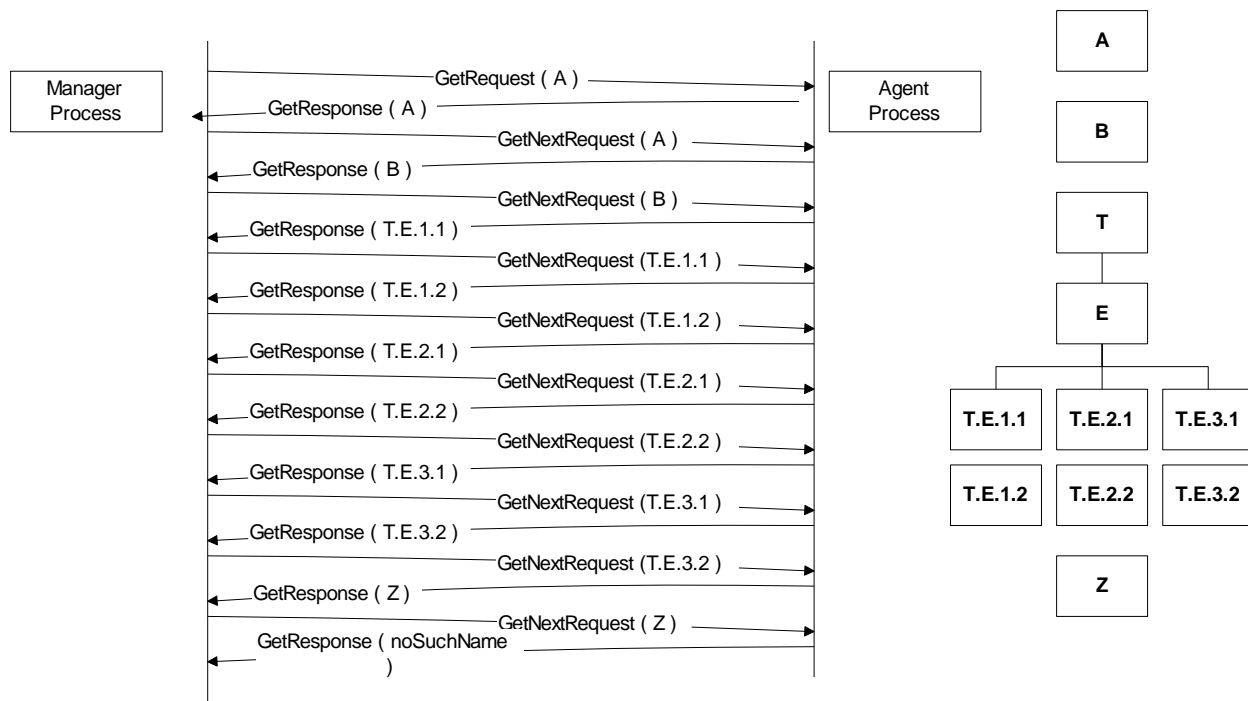 Manager
Process
GetRequest ( A )
GetResponse ( A )
GetNextRequest ( A )
GetResponse ( B )
GetNextRequest ( B )
GetResponse ( T.E.1.1 )
GetNextRequest (T.E.1.1 )
GetResponse ( T.E.1.2 )
GetNextRequest (T.E.1.2 )
GetResponse ( T.E.2.1 )
GetNextRequest (T.E.2.1 )
GetResponse ( T.E.2.2 )
GetNextRequest (T.E.2.2 )
GetResponse ( T.E.3.1 )
GetNextRequest (T.E.3.1 )
GetResponse ( T.E.3.2 )
GetNextRequest (T.E.3.2 )
GetResponse ( Z )
GetNextRequest ( Z )
GetResponse ( noSuchName
)
Agent
Process
A
B
T
E
T.E.1.1 T.E.2.1 T.E.3.1
T.E.1.2 T.E.2.2 T.E.3.2
Z